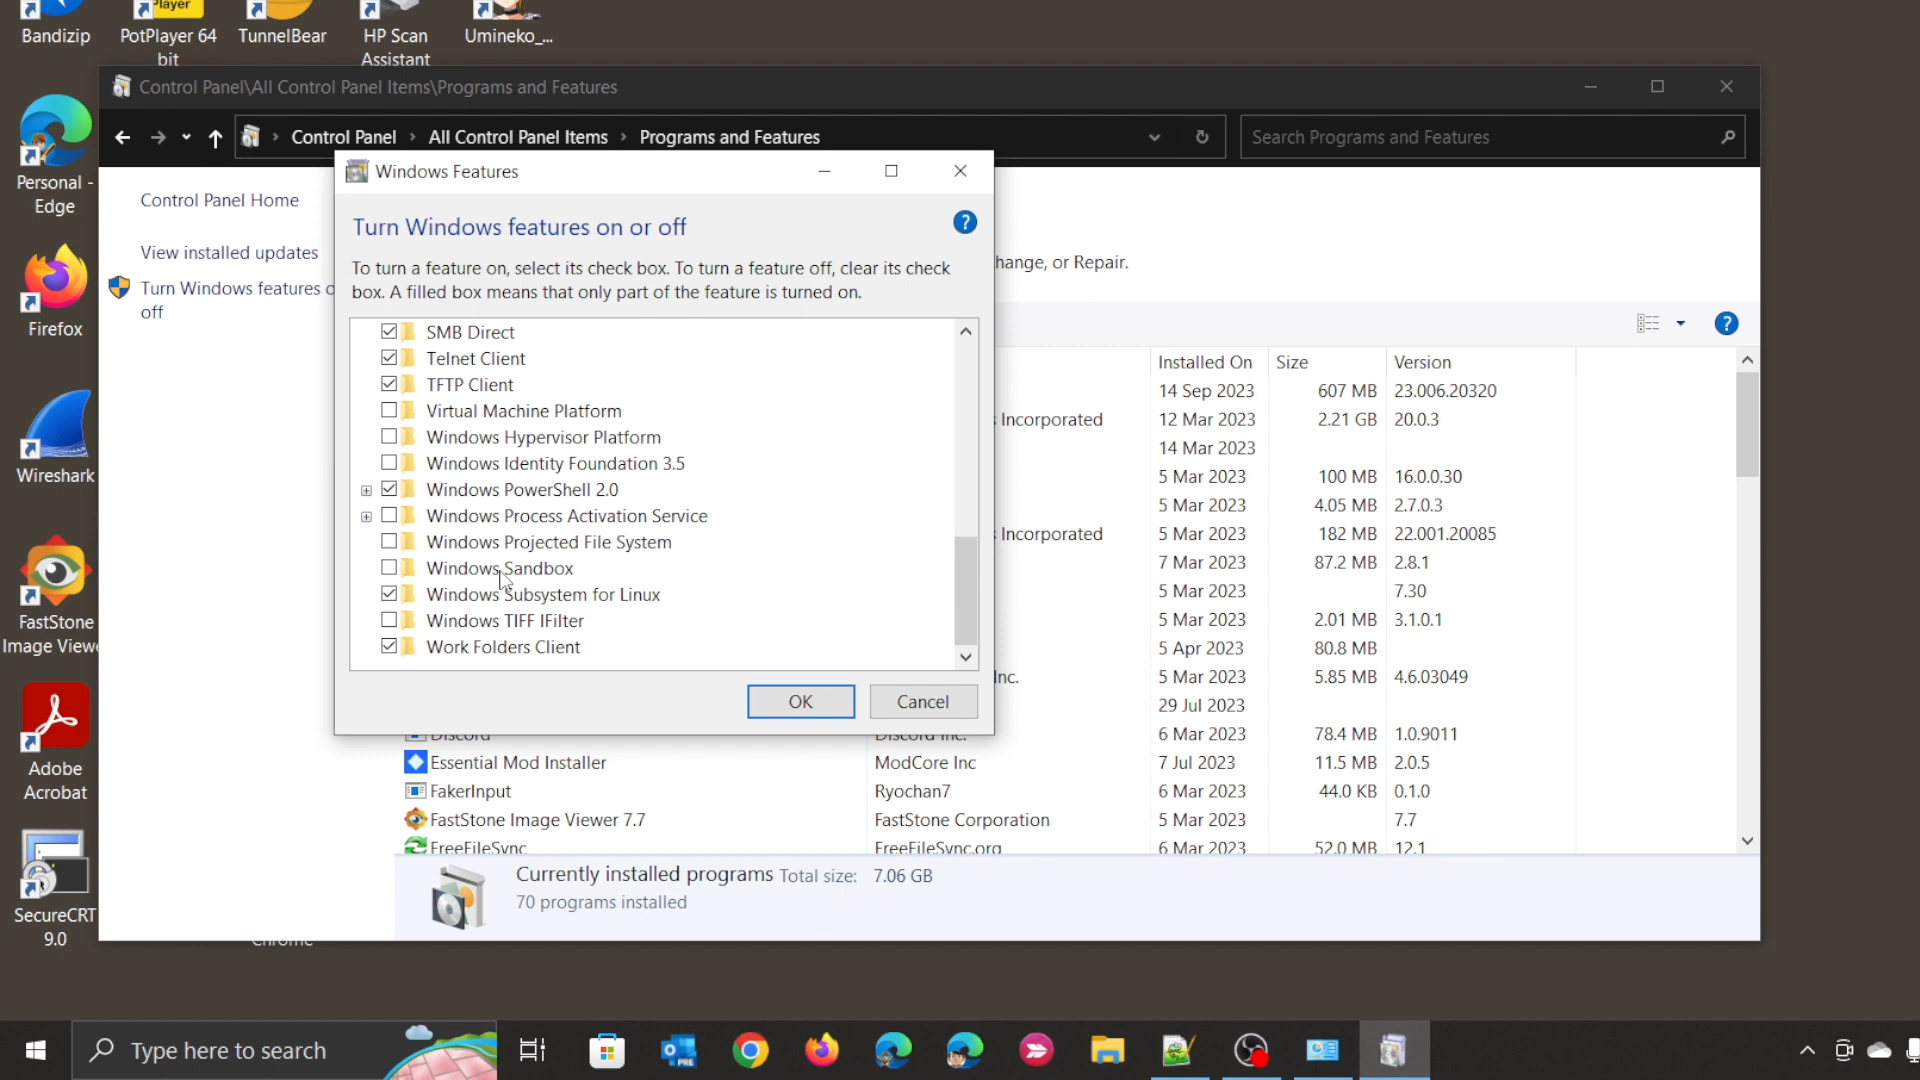 Bandizip
Player
PotPlayer 64
bit
TunnelBear
HP Scan
Assistant
Umineko_...
Personal -
Edge
Firefox
Wireshark
FastStone
Image Viewe
Adobe
Acrobat
SecureCRT
9.0
Control Panel\All Control Panel Items\Programs and Features
Control Panel › All Control Panel Items › Programs and Features
Search Programs and Features
Control Panel Home
View installed updates
Turn Windows features o
off
Windows Features
Turn Windows features on or off
To turn a feature on, select its check box. To turn a feature off, clear its check
box. A filled box means that only part of the feature is turned on.
SMB Direct
Telnet Client
TFTP Client
Virtual Machine Platform
Windows Hypervisor Platform
Windows Identity Foundation 3.5
Windows PowerShell 2.0
Windows Process Activation Service
Windows Projected File System
Windows Sandbox
Windows Subsystem for Linux
Windows TIFF IFilter
Work Folders Client
OK
Cancel
hange, or Repair.
Installed On Size Version
14 Sep 2023 607 MB 23.006.20320
Incorporated 12 Mar 2023 2.21 GB 20.0.3
14 Mar 2023
5 Mar 2023 100 MB 16.0.0.30
5 Mar 2023 4.05 MB 2.7.0.3
Incorporated 5 Mar 2023 182 MB 22.001.20085
7 Mar 2023 87.2 MB 2.8.1
5 Mar 2023 7.30
5 Mar 2023 2.01 MB 3.1.0.1
5 Apr 2023 80.8 MB
Inc. 5 Mar 2023 5.85 MB 4.6.03049
29 Jul 2023
Discord Discord Inc. 6 Mar 2023 78.4 MB 1.0.9011
Essential Mod Installer ModCore Inc 7 Jul 2023 11.5 MB 2.0.5
FakerInput Ryochan7 6 Mar 2023 44.0 KB 0.1.0
FastStone Image Viewer 7.7 FastStone Corporation 5 Mar 2023 7.7
FreeFileSync FreeFileSync.org 6 Mar 2023 52.0 MB 12.1
Currently installed programs Total size: 7.06 GB
70 programs installed
Chrome
Type here to search
PRE